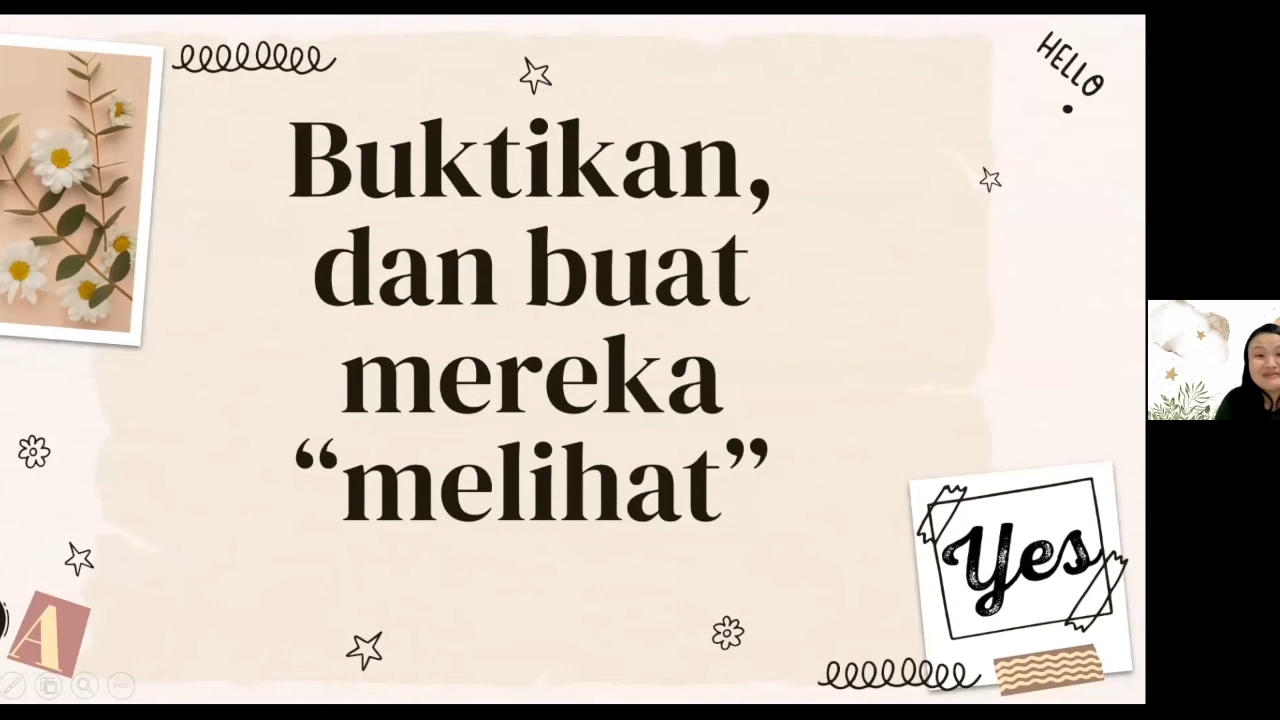 HELLO
Buktikan,
dan buat
mereka
“melihat”
Yes
A